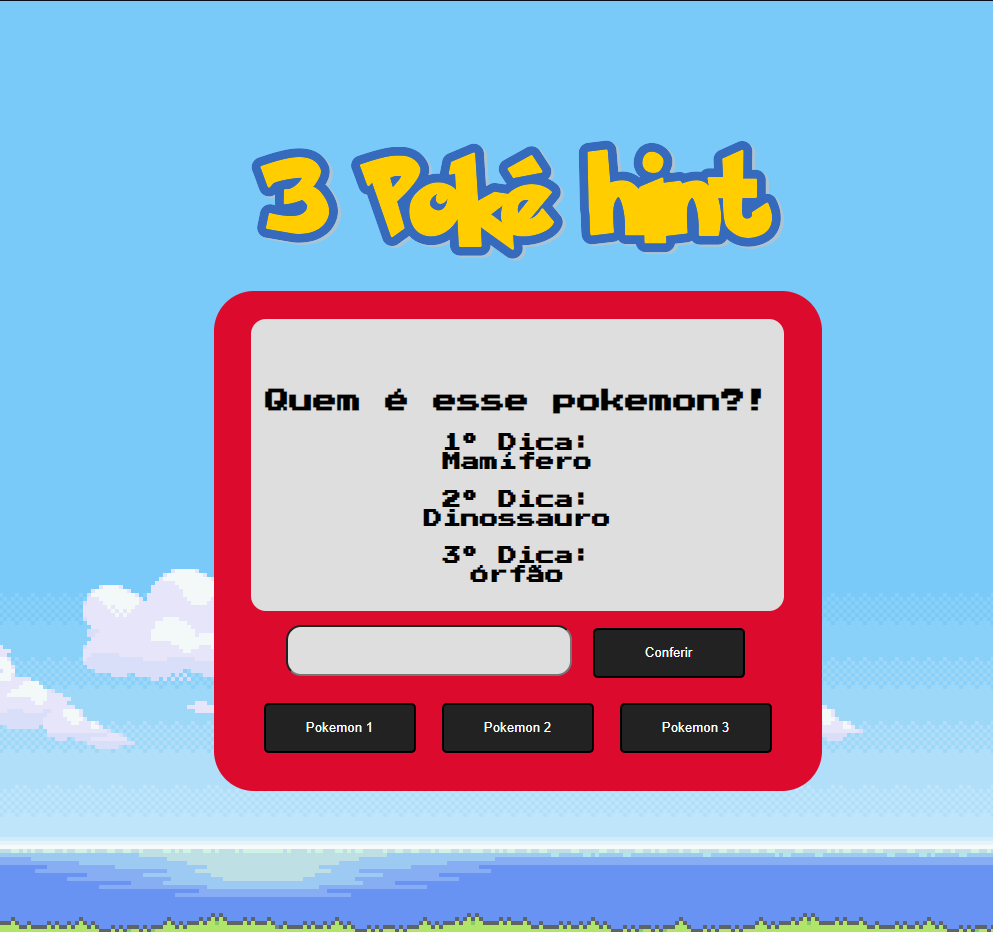 3 Poké hint
Quem é esse pokemon?!
1º Dica:
Mamífero
2º Dica:
Dinossauro
3º Dica:
órfão
Conferir
Pokemon 1 Pokemon 2 Pokemon 3